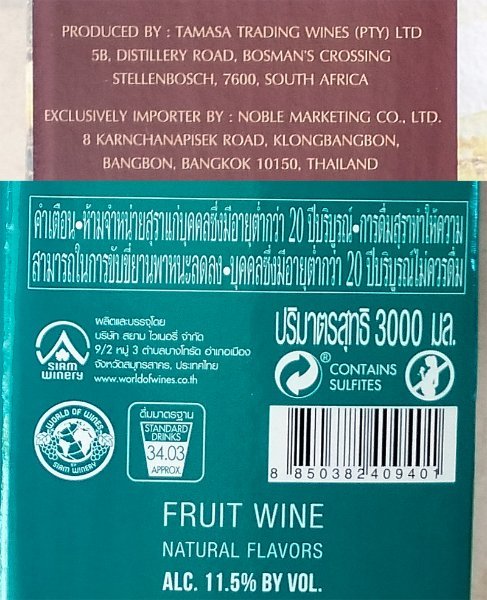 PRODUCED BY : TAMASA TRADING WINES (PTY) LTD
5B, DISTILLERY ROAD, BOSMAN'S CROSSING
STELLENBOSCH, 7600, SOUTH AFRICA
EXCLUSIVELY IMPORTER BY : NOBLE MARKETING CO., LTD.
8 KARNCHANAPISEK ROAD, KLONGBANGBON,
BANGBON, BANGKOK 10150, THAILAND
คำเตือน•ห้ามจำหน่ายสุราแก่บุคคลซึ่งมีอายุต่ำกว่า 20 ปีบริบูรณ์•การดื่มสุราทำให้ความ
สามารถในการขับขี่ยานพาหนะลดลง•บุคคลซึ่งมีอายุต่ำกว่า 20 ปีบริบูรณ์ไม่ควรดื่ม
SIAM
WINERY
ผลิตและบรรจุโดย
บริษัท สยาม ไวเนอรี่ จำกัด
9/2 หมู่ 3 ตำบลบางโทรัด อำเภอเมือง
จังหวัดสมุทรสาคร, ประเทศไทย
www.worldofwines.co.th
ปริมาตรสุทธิ 3000 มล.
® CONTAINS
SULFITES
WORLD OF WINES
BY
SIAM WINERY
ดื่มมาตรฐาน
STANDARD
DRINKS
34.03
APPROX.
8 850382 409401
FRUIT WINE
NATURAL FLAVORS
ALC. 11.5% BY VOL.